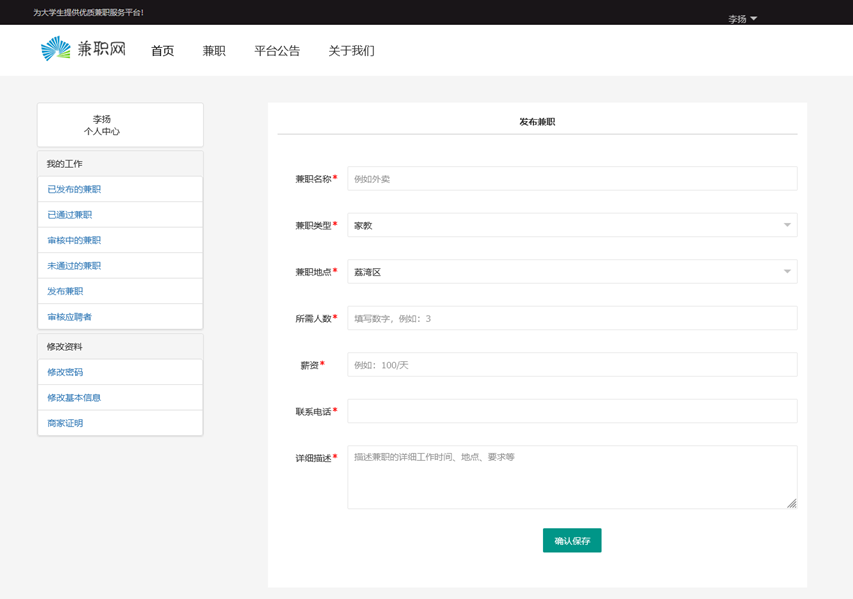 为大学生提供优质兼职服务平台!
李扬
兼职网 首页 兼职 平台公告 关于我们
李扬
个人中心
我的工作
已发布的兼职
已通过兼职
审核中的兼职
未通过的兼职
发布兼职
审核应聘者
修改资料
修改密码
修改基本信息
商家证明
发布兼职
兼职名称* 例如外卖
兼职类型* 家教
兼职地点* 荔湾区
所需人数* 填写数字，例如：3
薪资* 例如：100/天
联系电话*
详细描述* 描述兼职的详细工作时间、地点、要求等
确认保存